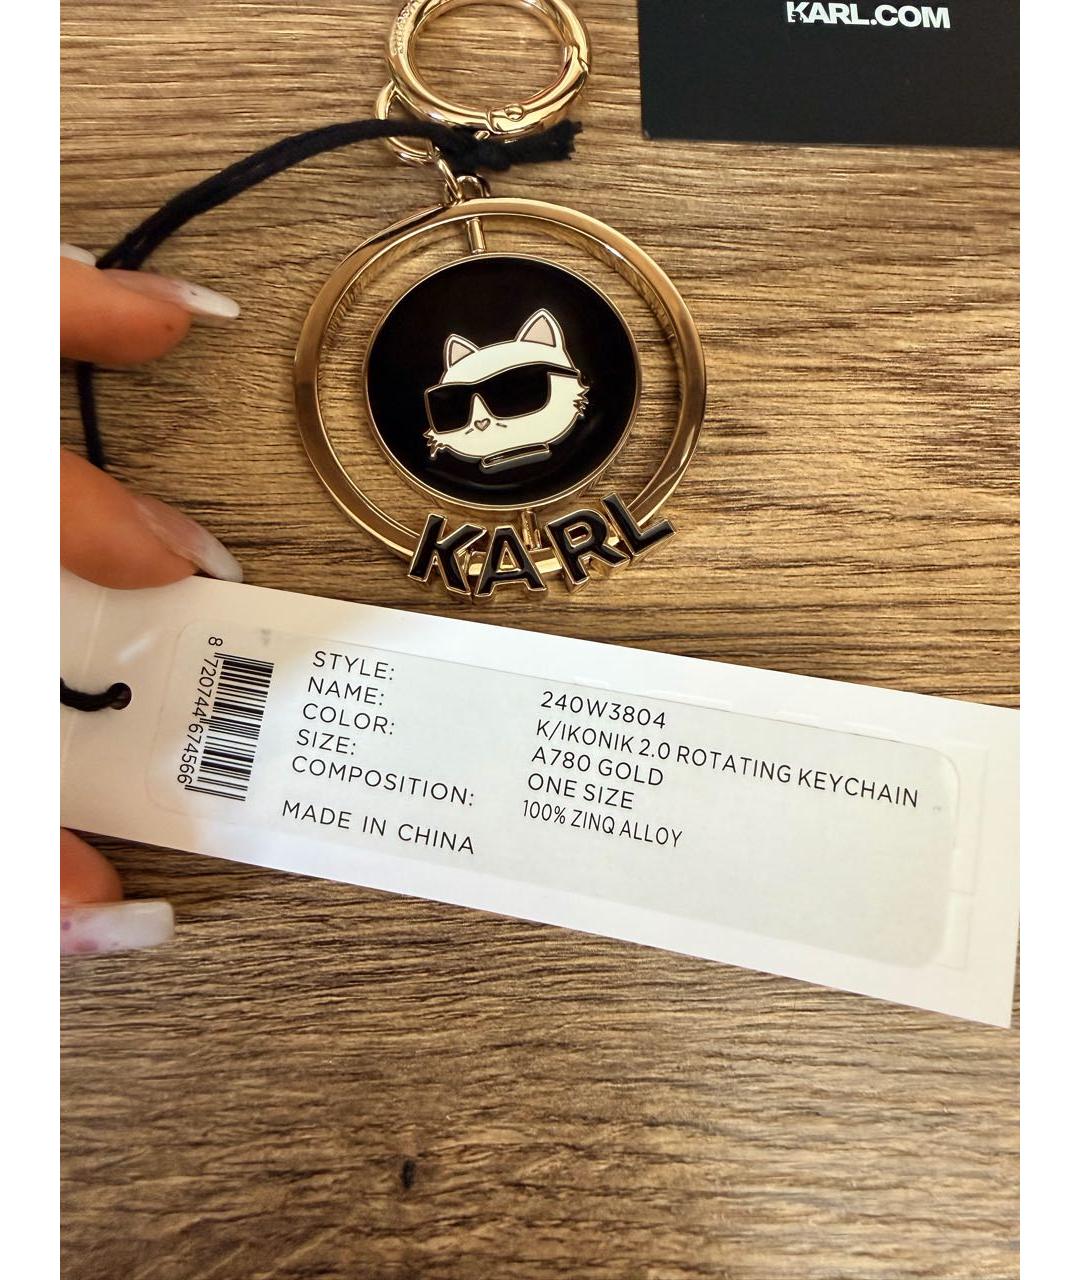 KARL.COM
KARL
8 720744 674566
STYLE: 240W3804
NAME: K/IKONIK 2.0 ROTATING KEYCHAIN
COLOR: A780 GOLD
SIZE: ONE SIZE
COMPOSITION: 100% ZINQ ALLOY
MADE IN CHINA